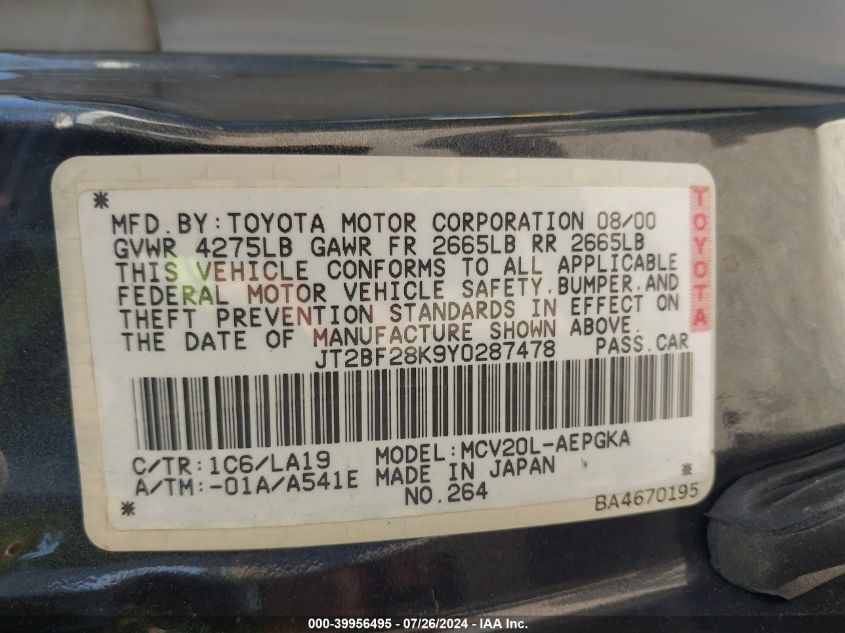 MFD.BY:TOYOTA MOTOR CORPORATION 08/00
GVWR 4275LB GAWR FR 2665LB RR 2665LB
THIS VEHICLE CONFORMS TO ALL APPLICABLE
FEDERAL MOTOR VEHICLE SAFETY,BUMPER,AND
THEFT PREVENTION STANDARDS IN EFFECT ON
THE DATE OF MANUFACTURE SHOWN ABOVE.
JT2BF28K9Y0287478 PASS.CAR
TOYOTA
C/TR:1C6/LA19 MODEL:MCV20L-AEPGKA
A/TM:-01A/A541E MADE IN JAPAN
NO.264 BA4670195
000-39956495 - 07/26/2024 - IAA Inc.